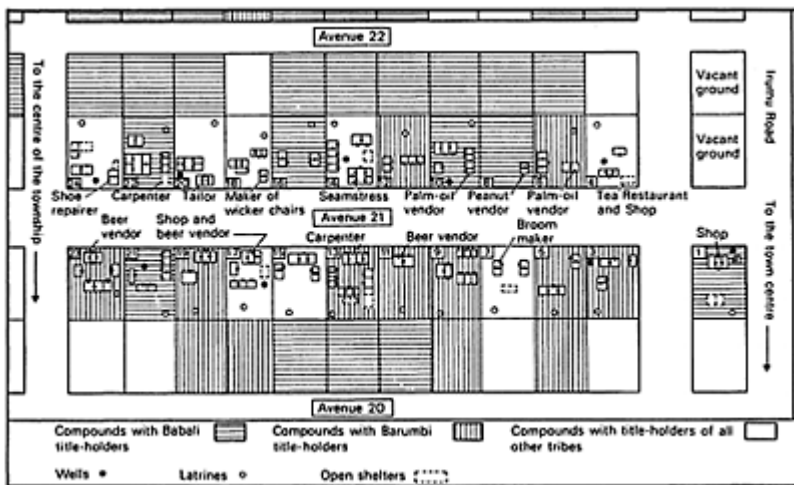 Avenue 22
To the centre of the township
Vacant
ground
Vacant
ground
Irumu Road
Shoe
repairer
Carpenter
Tailor
Maker of
wicker chairs
Seamstress
Palm-oil
vendor
Peanut
vendor
Palm-oil
vendor
Tea Restaurant
and Shop
Avenue 21
Beer
vendor
Shop and
beer vendor
Carpenter
Beer vendor
Broom
maker
Shop
To the town centre
1
Avenue 20
Compounds with Babali
title-holders
Compounds with Barumbi
title-holders
Compounds with title-holders of all
other tribes
Wells
Latrines
Open shelters